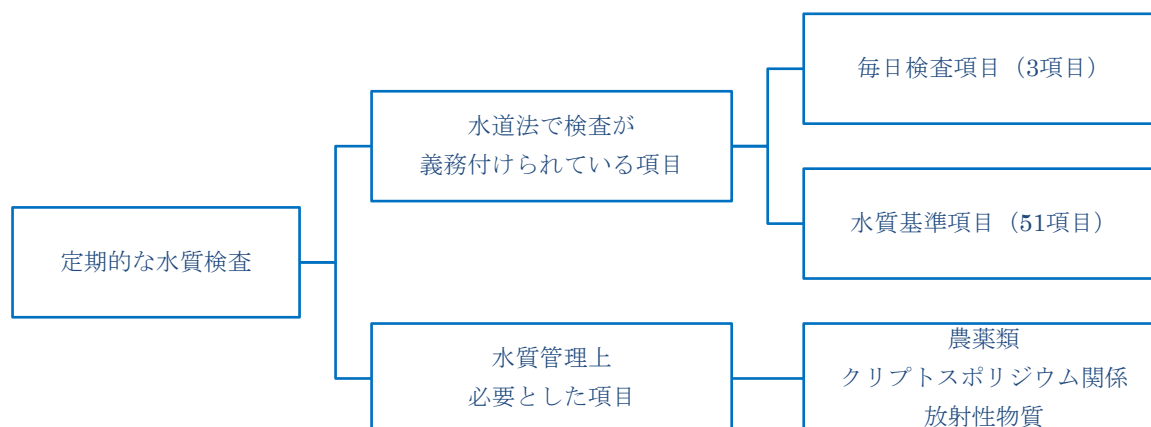 定期的な水質検査
水道法で検査が
義務付けられている項目
毎日検査項目（3項目）
水質基準項目（51項目）
水質管理上
必要とした項目
農薬類
クリプトスポリジウム関係
放射性物質